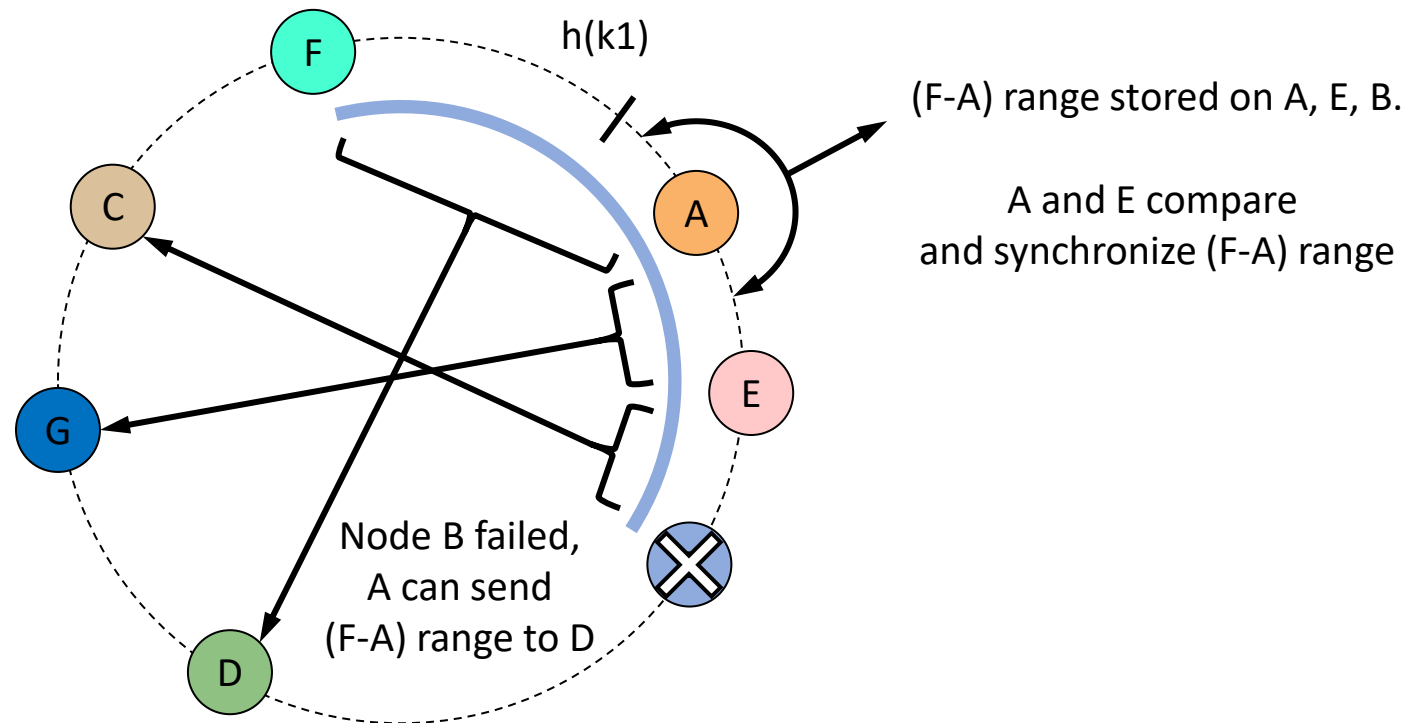 F
h(k1)
(F-A) range stored on A, E, B.
C
A
A and E compare
and synchronize (F-A) range
G
E
Node B failed,
A can send
(F-A) range to D
D